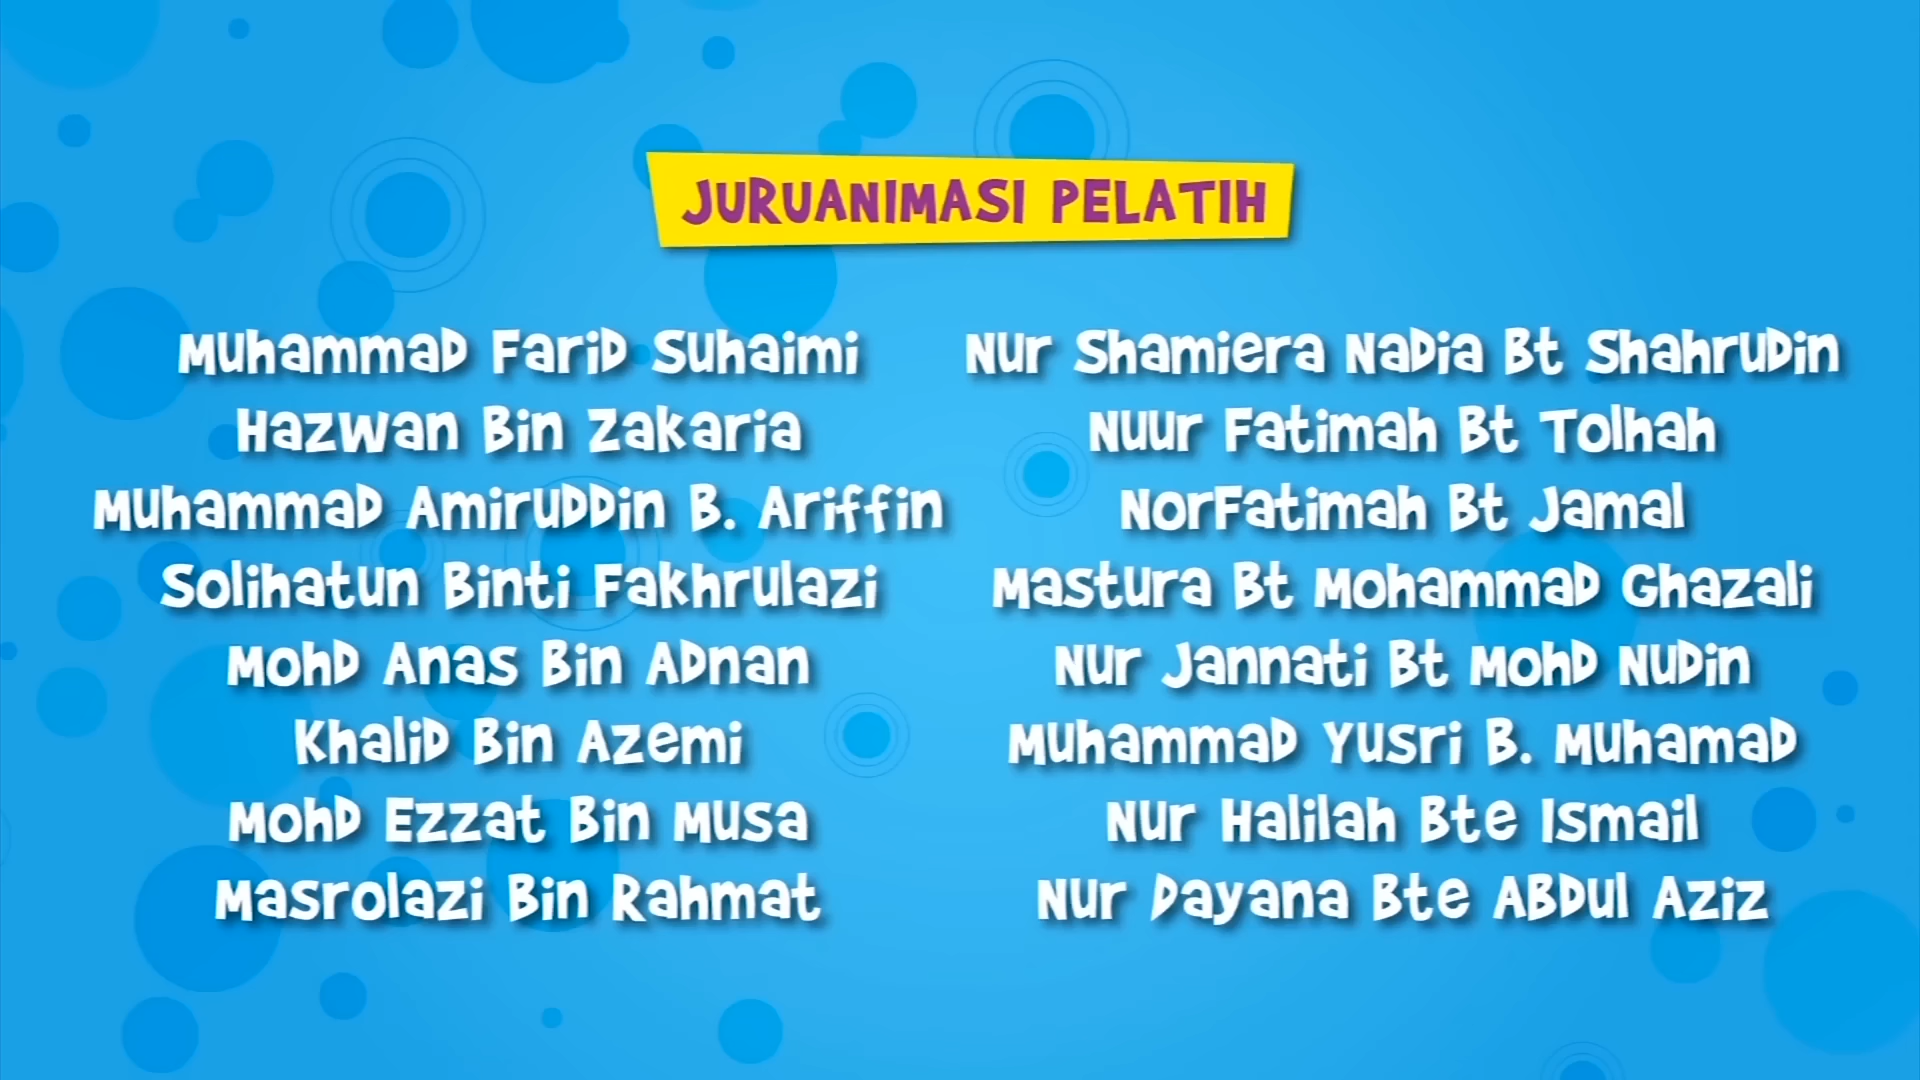 JURUANIMASI PELATIH
Muhammad Farid Suhaimi
Hazwan Bin Zakaria
Muhammad Amiruddin B. Ariffin
Solihatun Binti Fakhrulazi
Mohd Anas Bin Adnan
Khalid Bin Azemi
Mohd Ezzat Bin Musa
Masrolazi Bin Rahmat
Nur Shamiera Nadia Bt Shahrudin
Nuur Fatimah Bt Tolhah
NorFatimah Bt Jamal
Mastura Bt Mohammad Ghazali
Nur Jannati Bt Mohd Nudin
Muhammad Yusri B. Muhamad
Nur Halilah Bte Ismail
Nur Dayana Bte Abdul Aziz